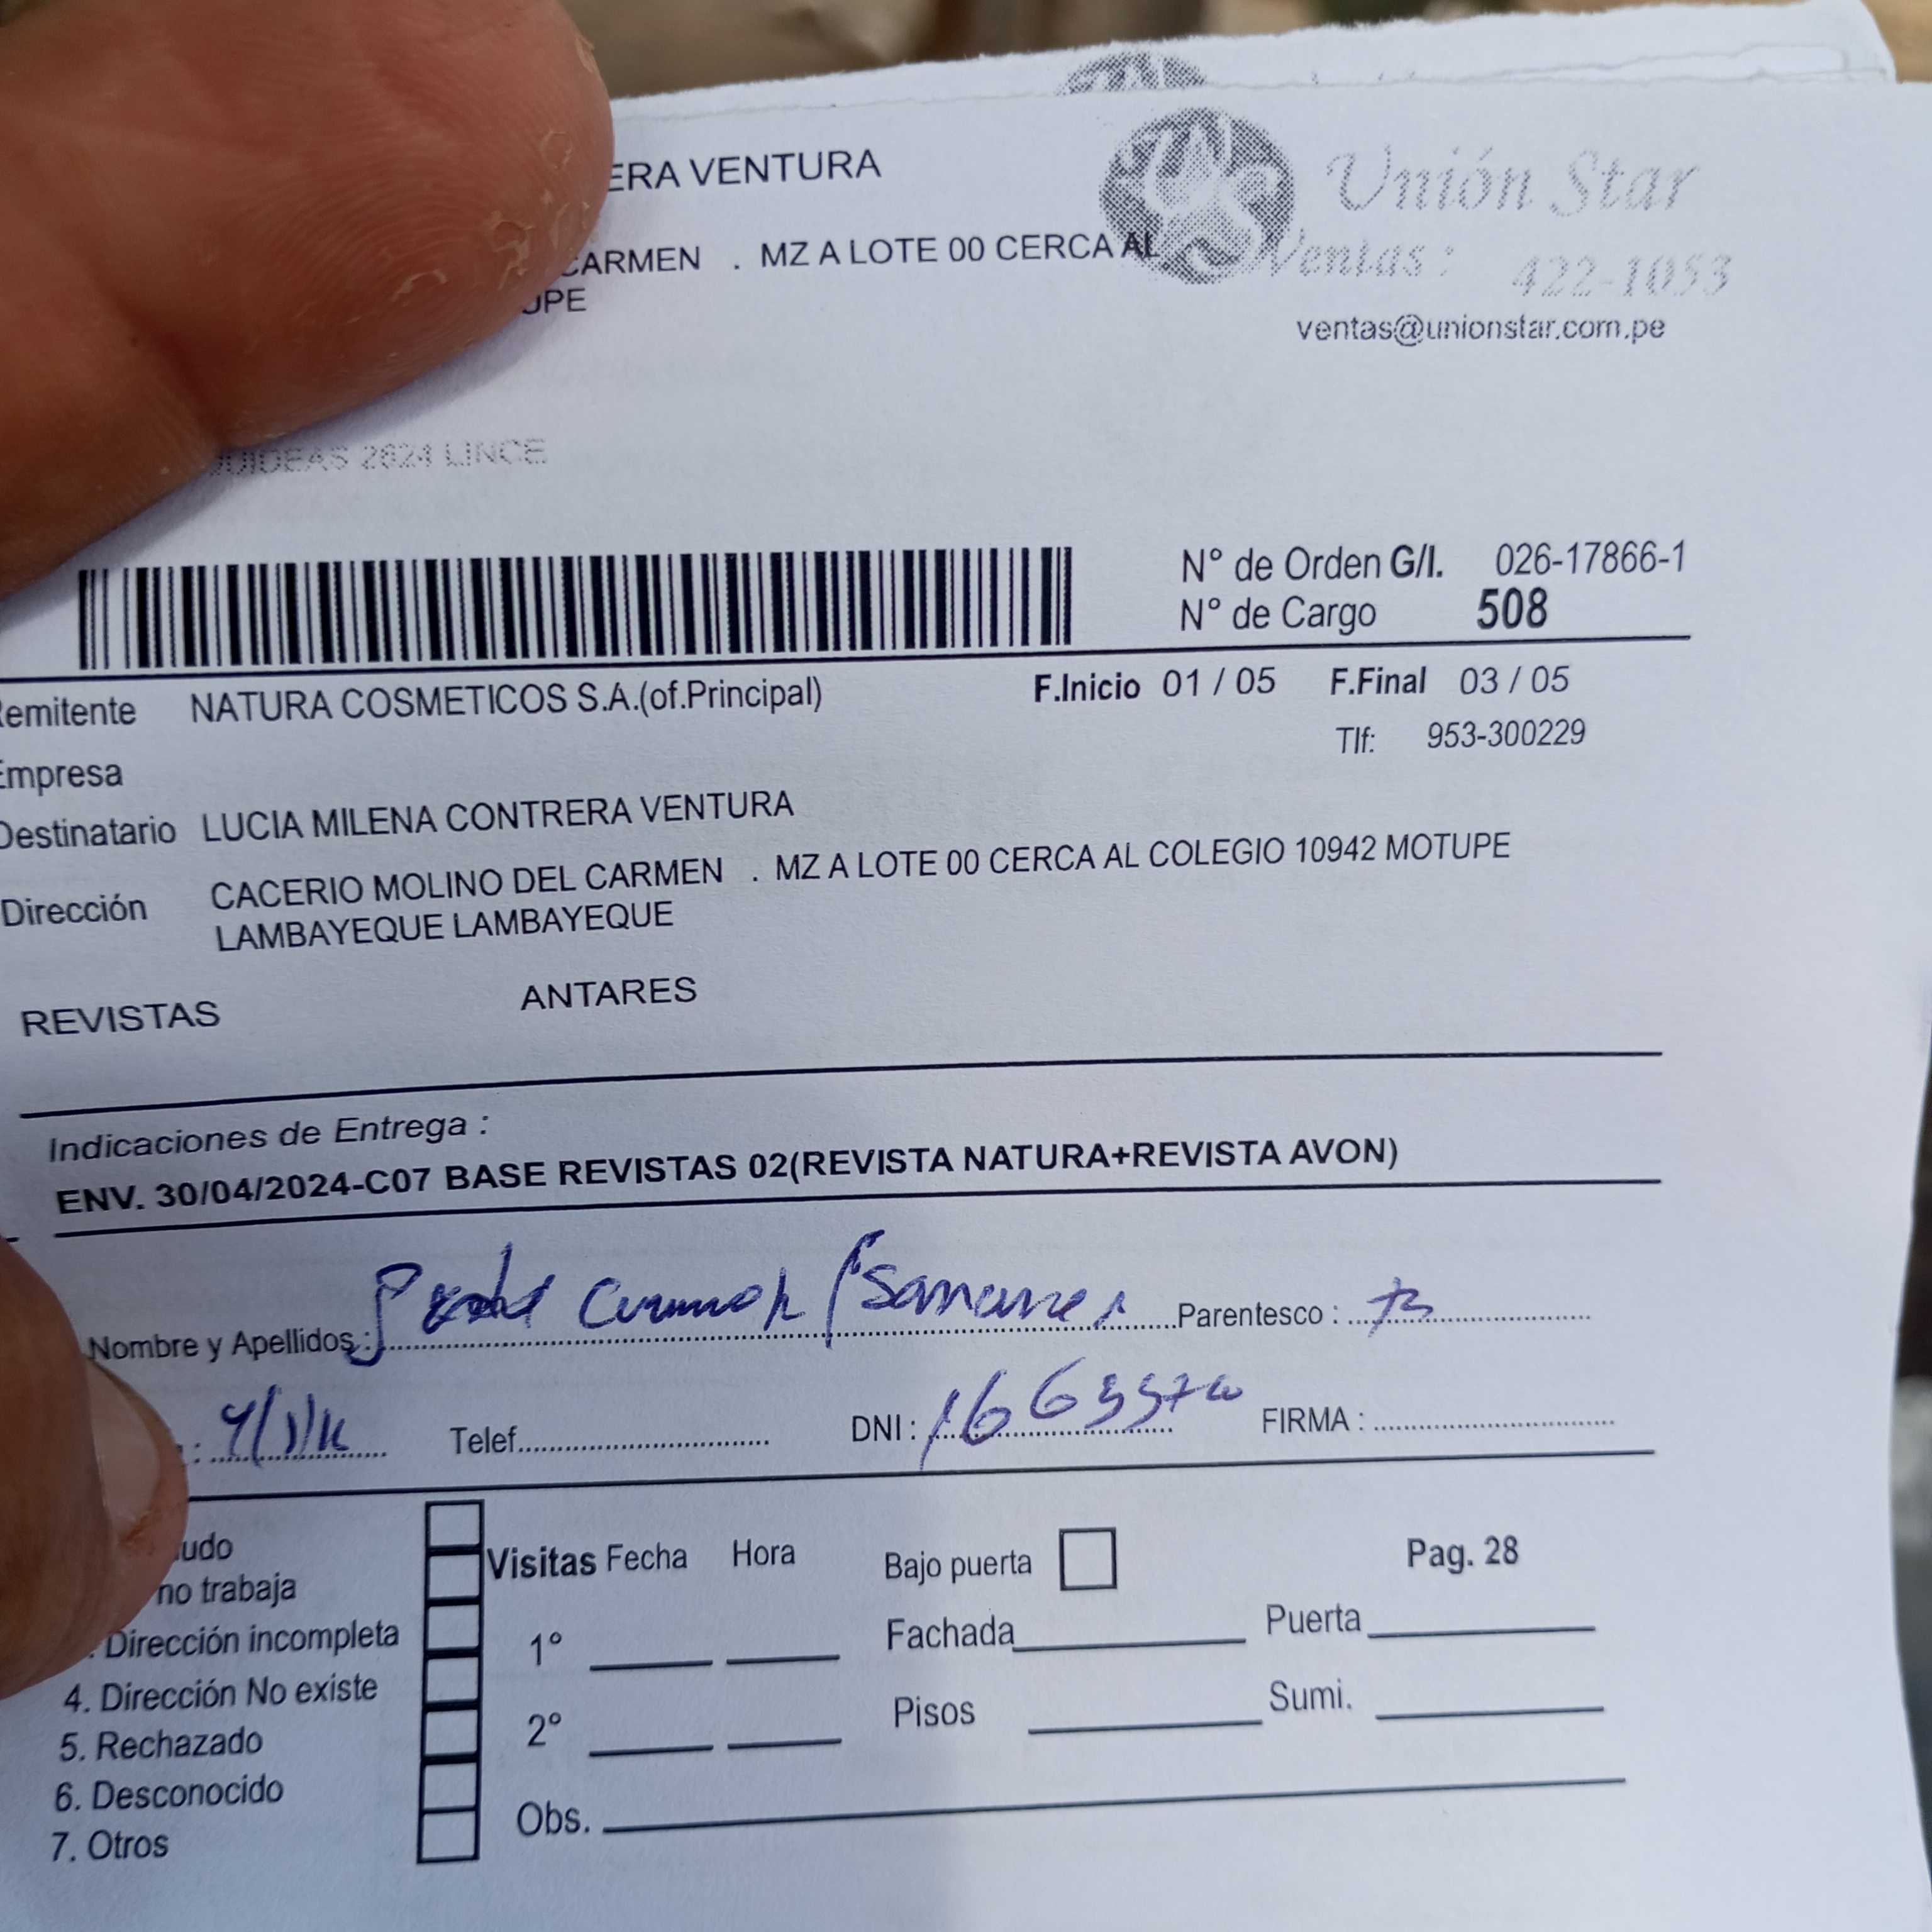 ERA VENTURA
Unión Star
CARMEN . MZ A LOTE 00 CERCA AL
Ventas : 422-1053
UPE
ventas@unionstar.com.pe
2624 LINCE
N° de Orden G/I. 026-17866-1
N° de Cargo 508
Remitente NATURA COSMETICOS S.A.(of.Principal) F.Inicio 01 / 05 F.Final 03 / 05
Tlf: 953-300229
Empresa
Destinatario LUCIA MILENA CONTRERA VENTURA
Dirección CACERIO MOLINO DEL CARMEN . MZ A LOTE 00 CERCA AL COLEGIO 10942 MOTUPE
LAMBAYEQUE LAMBAYEQUE
REVISTAS ANTARES
Indicaciones de Entrega :
ENV. 30/04/2024-C07 BASE REVISTAS 02(REVISTA NATURA+REVISTA AVON)
Nombre y Apellidos : Parentesco :
Telef. DNI : FIRMA :
udo
no trabaja
Visitas Fecha Hora Bajo puerta Pag. 28
Dirección incompleta 1° Fachada Puerta
4. Dirección No existe
5. Rechazado 2° Pisos Sumi.
6. Desconocido
7. Otros Obs.